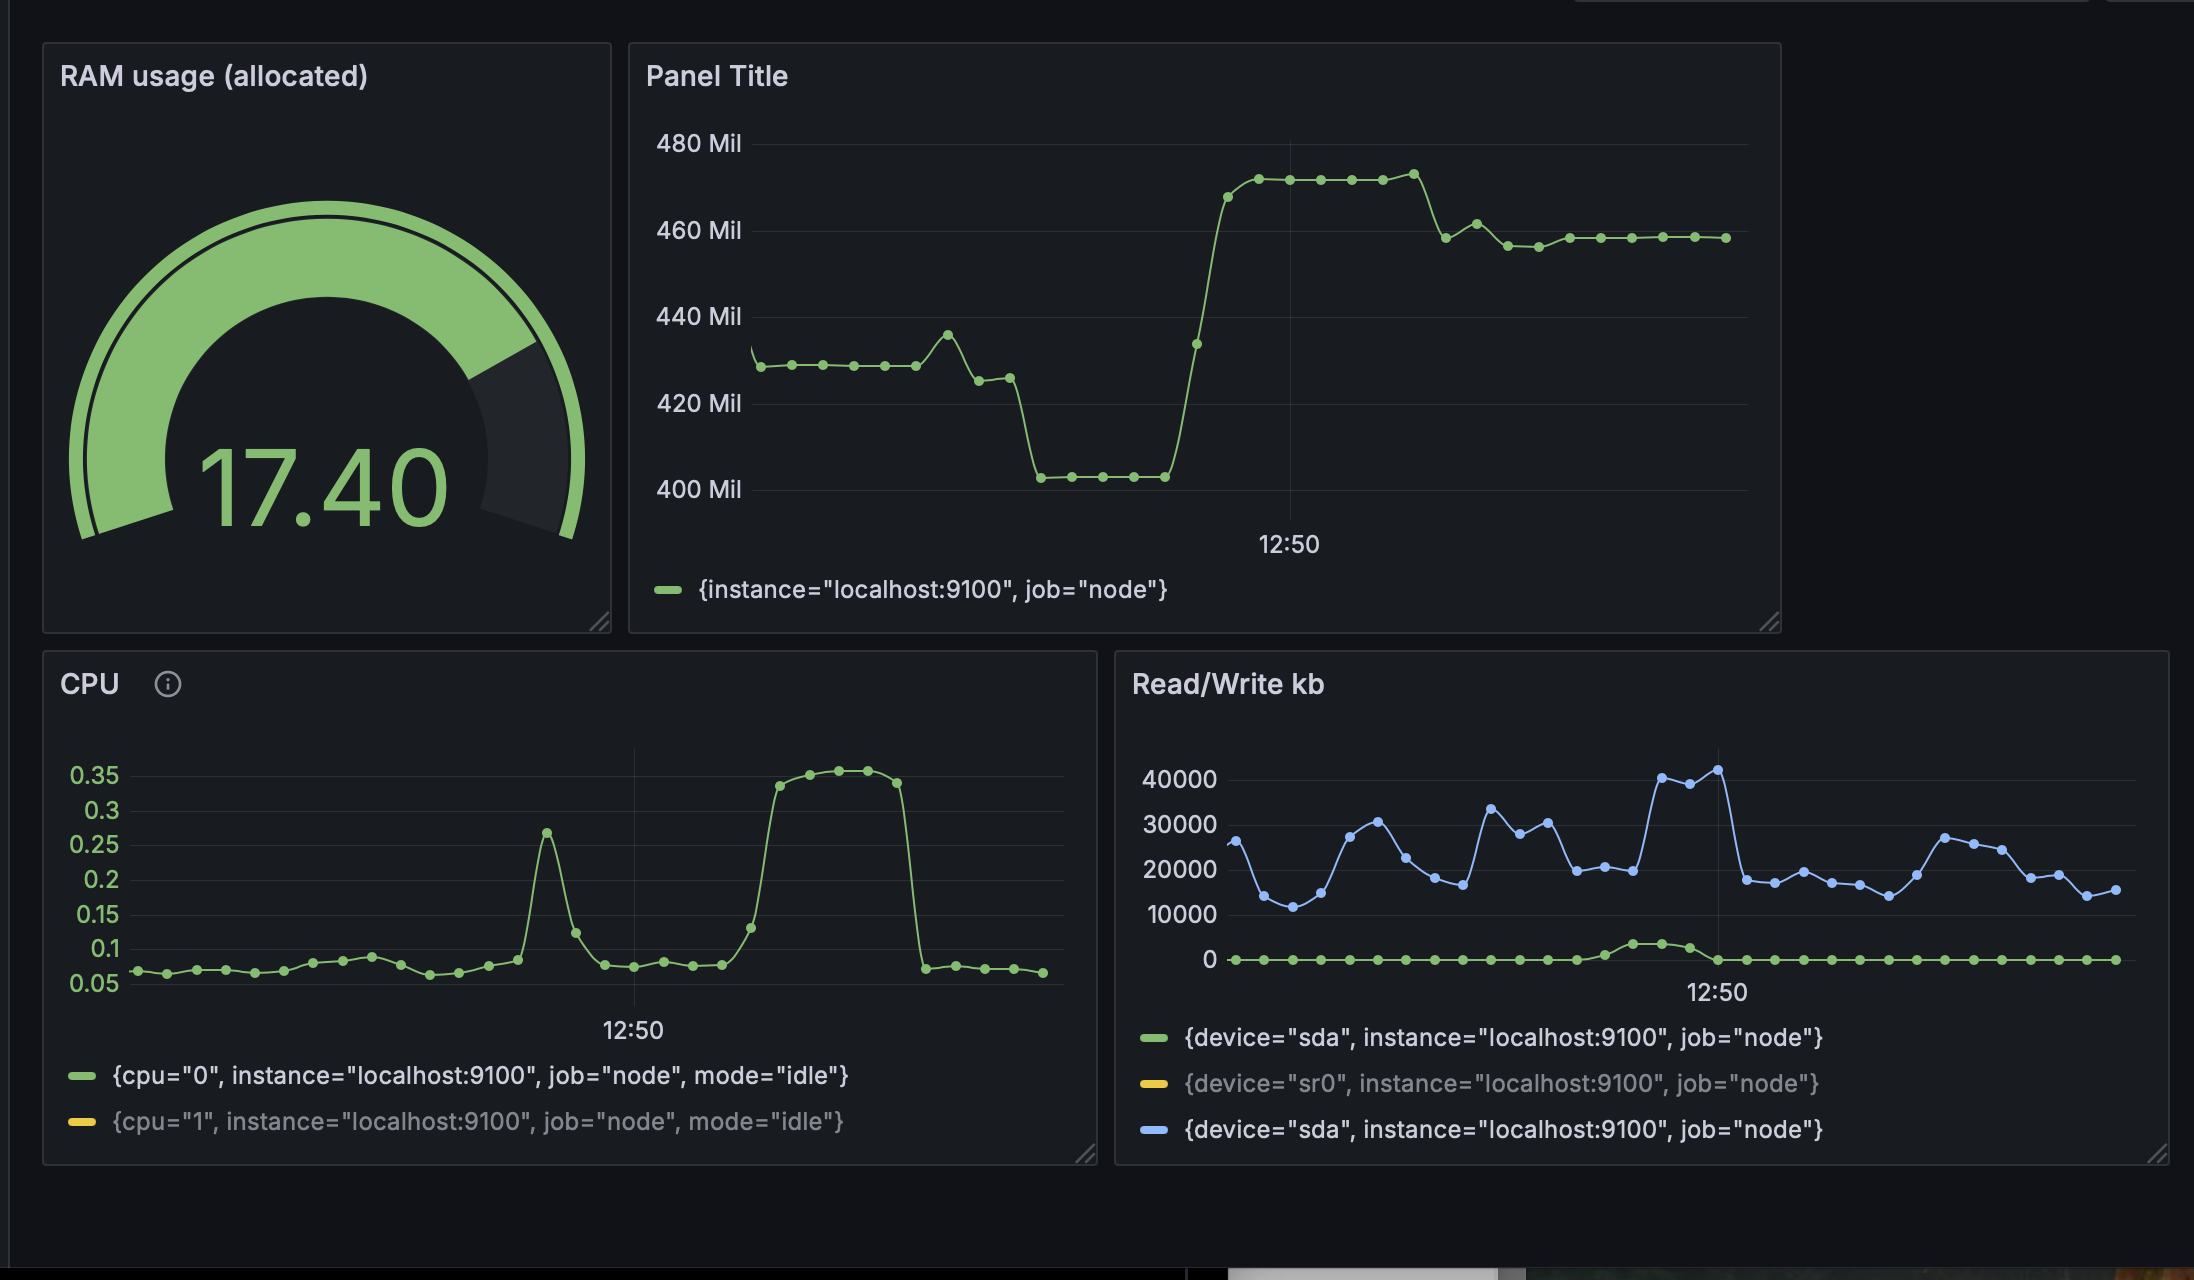 RAM usage (allocated)
17.40
Panel Title
480 Mil
460 Mil
440 Mil
420 Mil
400 Mil
12:50
{instance="localhost:9100", job="node"}
CPU
0.35
0.3
0.25
0.2
0.15
0.1
0.05
12:50
{cpu="0", instance="localhost:9100", job="node", mode="idle"}
{cpu="1", instance="localhost:9100", job="node", mode="idle"}
Read/Write kb
40000
30000
20000
10000
0
12:50
{device="sda", instance="localhost:9100", job="node"}
{device="sr0", instance="localhost:9100", job="node"}
{device="sda", instance="localhost:9100", job="node"}